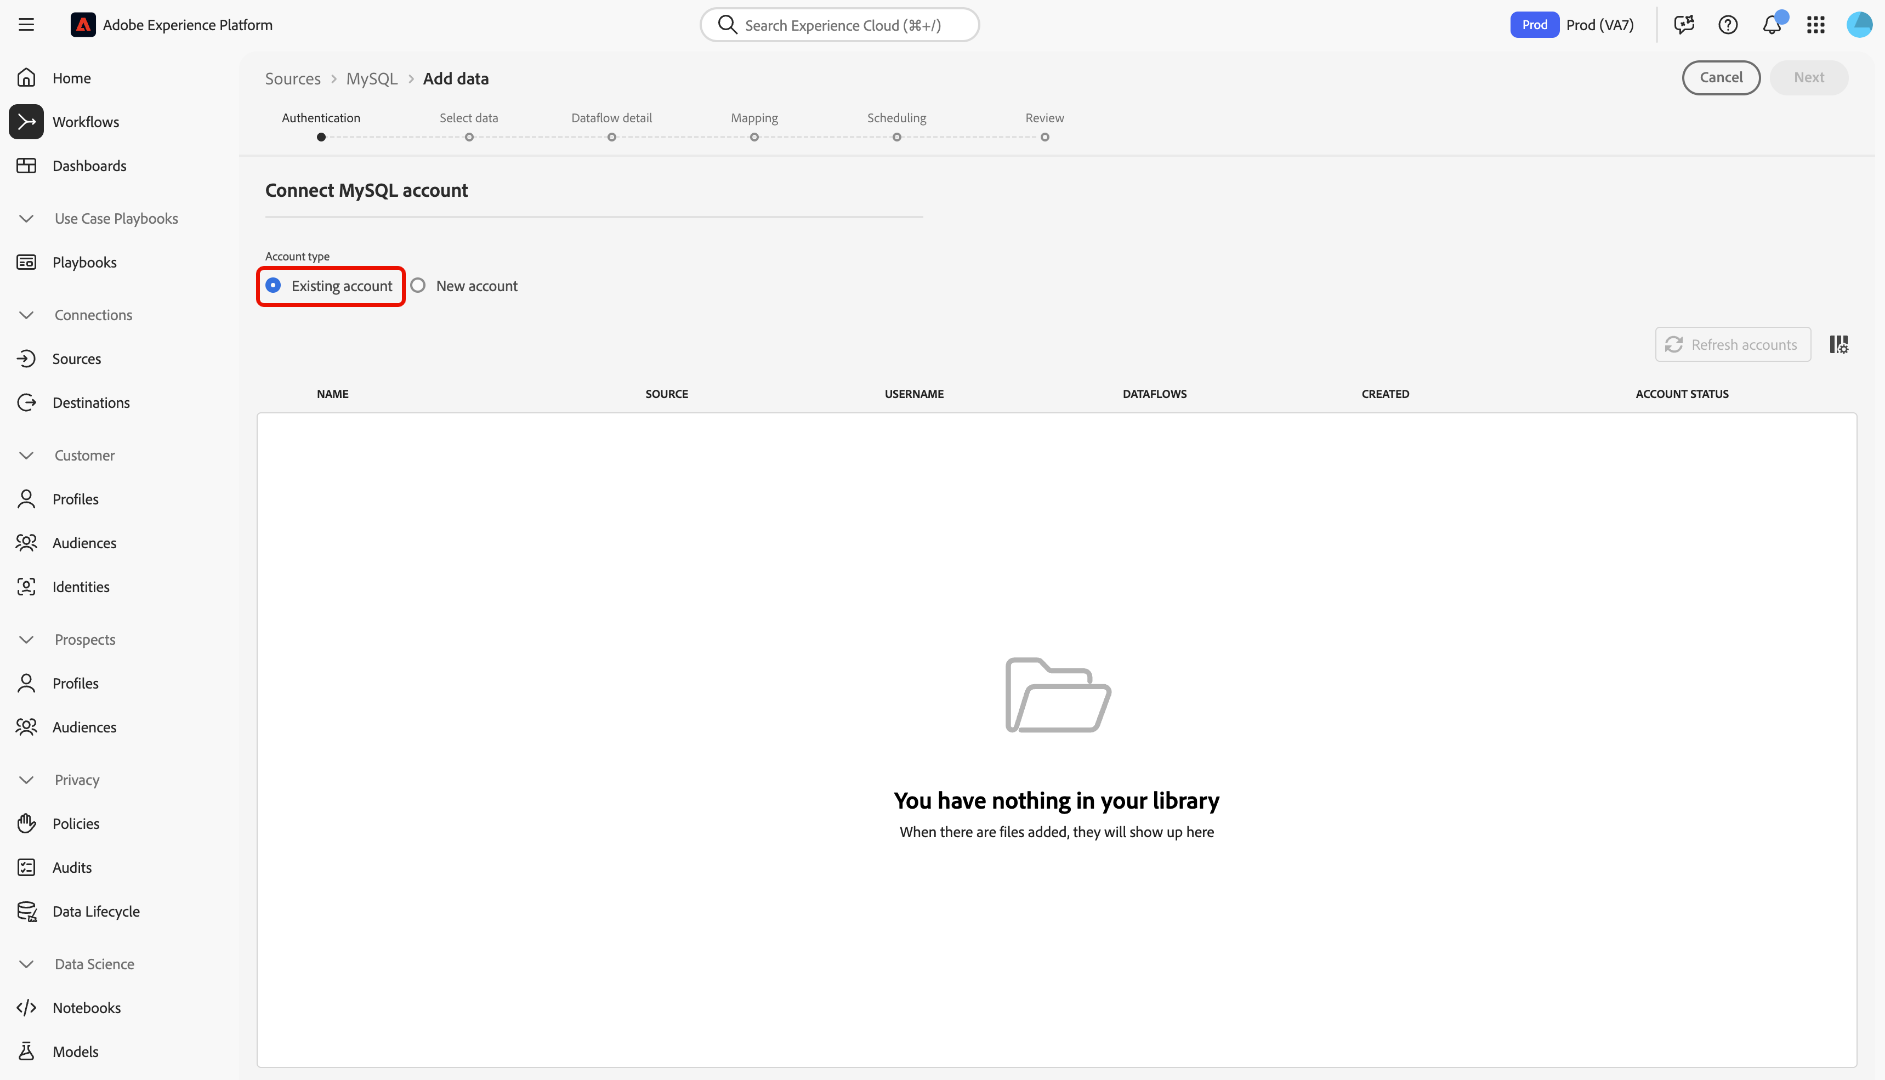 Adobe Experience Platform
Search Experience Cloud (⌘+/)
Prod Prod (VA7)
Home
Workflows
Dashboards
Use Case Playbooks
Playbooks
Connections
Sources
Destinations
Customer
Profiles
Audiences
Identities
Prospects
Profiles
Audiences
Privacy
Policies
Audits
Data Lifecycle
Data Science
Notebooks
Models
Sources > MySQL > Add data
Cancel Next
Authentication Select data Dataflow detail Mapping Scheduling Review
Connect MySQL account
Account type
Existing account New account
Refresh accounts
NAME SOURCE USERNAME DATAFLOWS CREATED ACCOUNT STATUS
You have nothing in your library
When there are files added, they will show up here